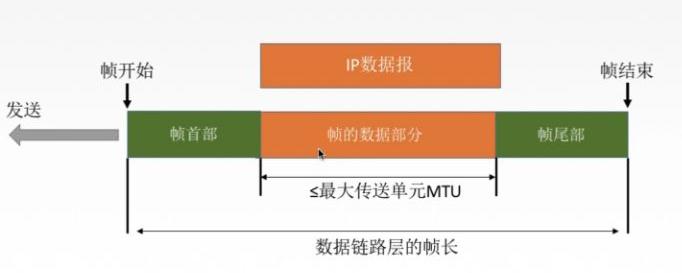 IP数据报
帧开始
帧结束
发送
帧首部
帧的数据部分
帧尾部
≤最大传送单元MTU
数据链路层的帧长